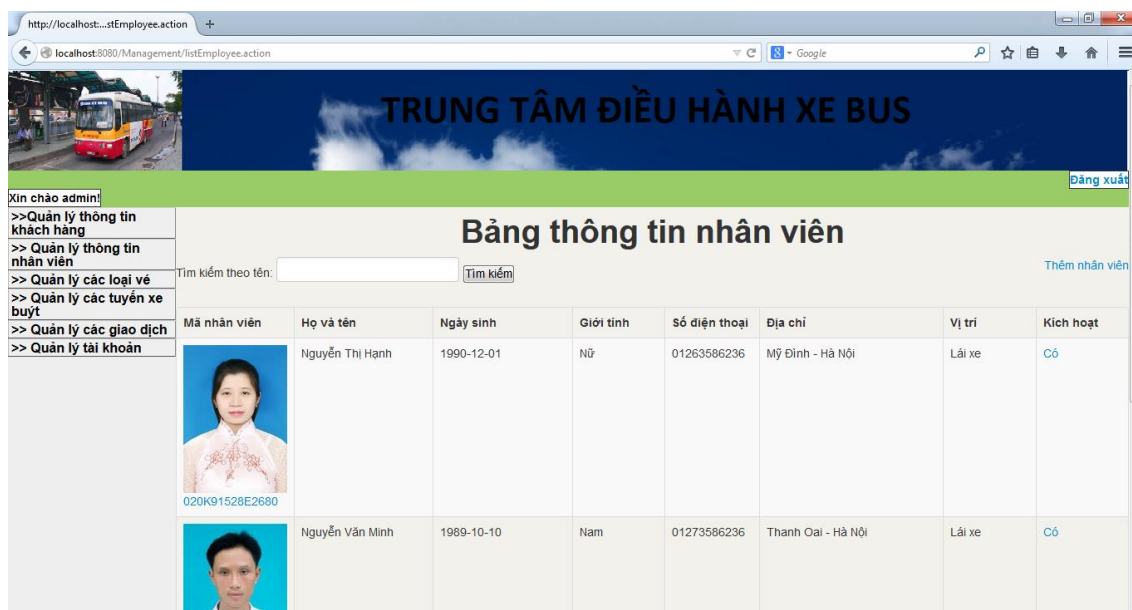 http://localhost:...stEmployee.action
localhost:8080/Management/listEmployee.action
Google
TRUNG TÂM ĐIỀU HÀNH XE BUS
Đăng xuất
Xin chào admin!
>>Quản lý thông tin
khách hàng
>> Quản lý thông tin
nhân viên
>> Quản lý các loại vé
>> Quản lý các tuyến xe
buýt
>> Quản lý các giao dịch
>> Quản lý tài khoản
Bảng thông tin nhân viên
Thêm nhân viên
Tìm kiếm theo tên: Tìm kiếm
Mã nhân viên Họ và tên Ngày sinh Giới tính Số điện thoại Địa chỉ Vị trí Kích hoạt
Nguyễn Thị Hạnh 1990-12-01 Nữ 01263586236 Mỹ Đình - Hà Nội Lái xe Có
020K91528E2680
Nguyễn Văn Minh 1989-10-10 Nam 01273586236 Thanh Oai - Hà Nội Lái xe Có